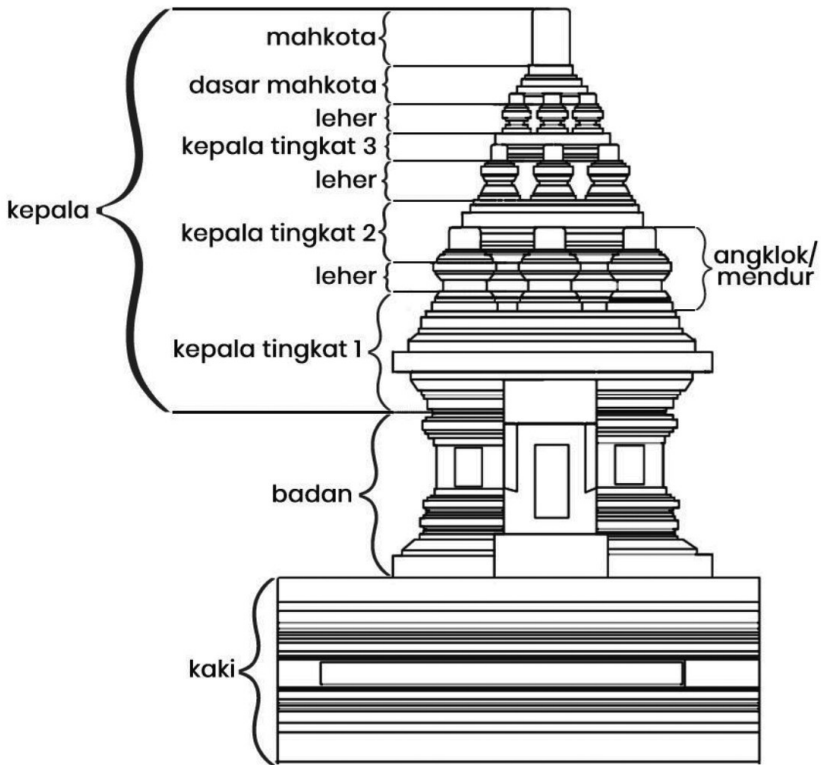 mahkota
dasar mahkota
leher
kepala tingkat 3
leher
kepala
kepala tingkat 2
angklok/
mendur
leher
kepala tingkat 1
badan
kaki